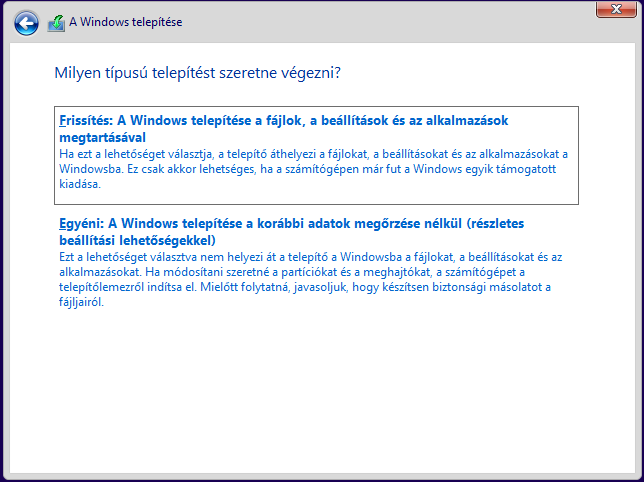 A Windows telepítése
Milyen típusú telepítést szeretne végezni?
Frissítés: A Windows telepítése a fájlok, a beállítások és az alkalmazások
megtartásával
Ha ezt a lehetőséget választja, a telepítő áthelyezi a fájlokat, a beállításokat és az alkalmazásokat a
Windowsba. Ez csak akkor lehetséges, ha a számítógépen már fut a Windows egyik támogatott
kiadása.
Egyéni: A Windows telepítése a korábbi adatok megőrzése nélkül (részletes
beállítási lehetőségekkel)
Ezt a lehetőséget választva nem helyezi át a telepítő a Windowsba a fájlokat, a beállításokat és az
alkalmazásokat. Ha módosítani szeretné a partíciókat és a meghajtókat, a számítógépet a
telepítőlemezről indítsa el. Mielőtt folytatná, javasoljuk, hogy készítsen biztonsági másolatot a
fájljairól.